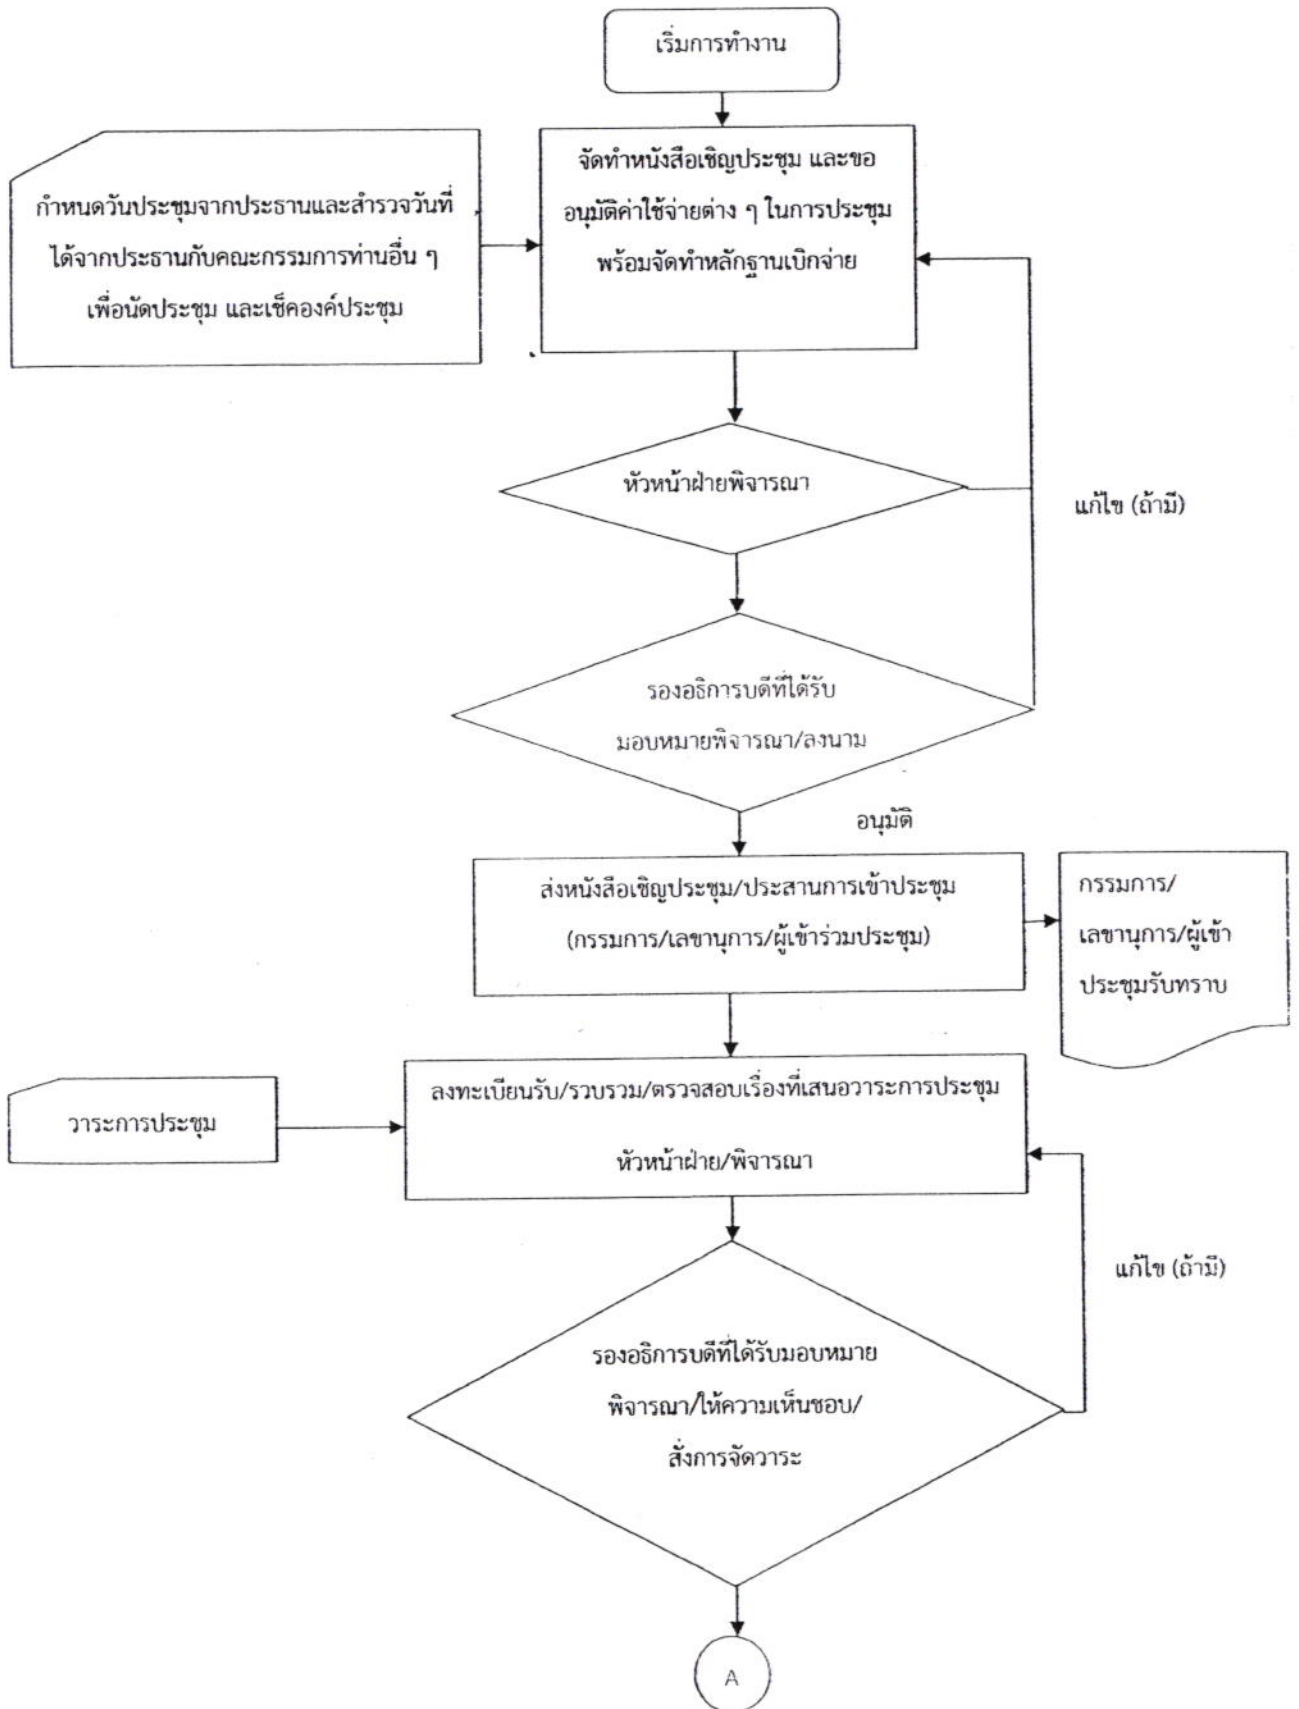 เริ่มการทำงาน
กำหนดวันประชุมจากประธานและสำรวจวันที่
ได้จากประธานกับคณะกรรมการท่านอื่น ๆ
เพื่อนัดประชุม และเช็คองค์ประชุม
จัดทำหนังสือเชิญประชุม และขอ
อนุมัติค่าใช้จ่ายต่าง ๆ ในการประชุม
พร้อมจัดทำหลักฐานเบิกจ่าย
หัวหน้าฝ่ายพิจารณา
แก้ไข (ถ้ามี)
รองอธิการบดีที่ได้รับ
มอบหมายพิจารณา/ลงนาม
อนุมัติ
ส่งหนังสือเชิญประชุม/ประสานการเข้าประชุม
(กรรมการ/เลขานุการ/ผู้เข้าร่วมประชุม)
กรรมการ/
เลขานุการ/ผู้เข้า
ประชุมรับทราบ
วาระการประชุม
ลงทะเบียนรับ/รวบรวม/ตรวจสอบเรื่องที่เสนอวาระการประชุม
หัวหน้าฝ่าย/พิจารณา
แก้ไข (ถ้ามี)
รองอธิการบดีที่ได้รับมอบหมาย
พิจารณา/ให้ความเห็นชอบ/
สั่งการจัดวาระ
A